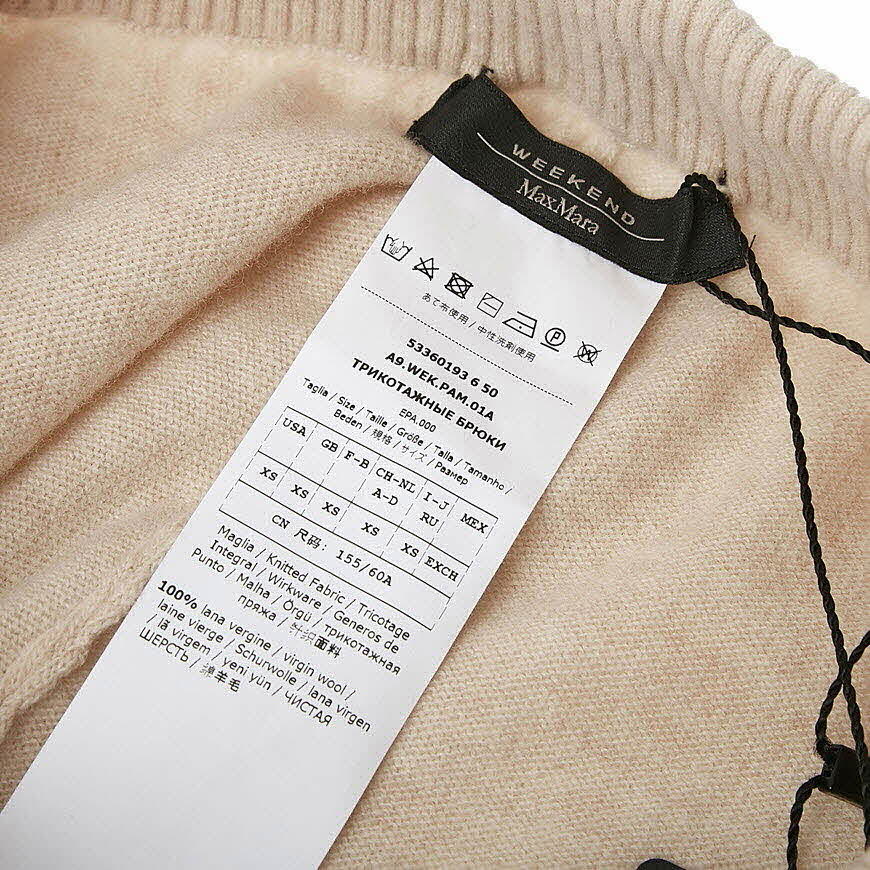 WEEKEND
MaxMara
あて布使用 / 中性洗剤使用
P
53360193 6 50
A9.WEK.PAM.01A
ТРИКОТАЖНЫЕ БРЮКИ
EPA.000
Taglia / Size / Taille / Größe / Talla / Tamanho /
Beden / 規格 / サイズ / Размер
USA GB F-B CH-NL I-J MEX
A-D RU
XS XS XS XS XS EXCH
CN 尺码: 155/60A
Maglia / Knitted Fabric / Tricotage
Integral / Wirkware / Generos de
Punto / Malha / Örgü / трикотажная
пряжа / 针织面料
100% lana vergine / virgin wool /
laine vierge / Schurwolle / lana virgen
/ lã virgem / yeni yün / ЧИСТАЯ
ШЕРСТЬ / 绵羊毛